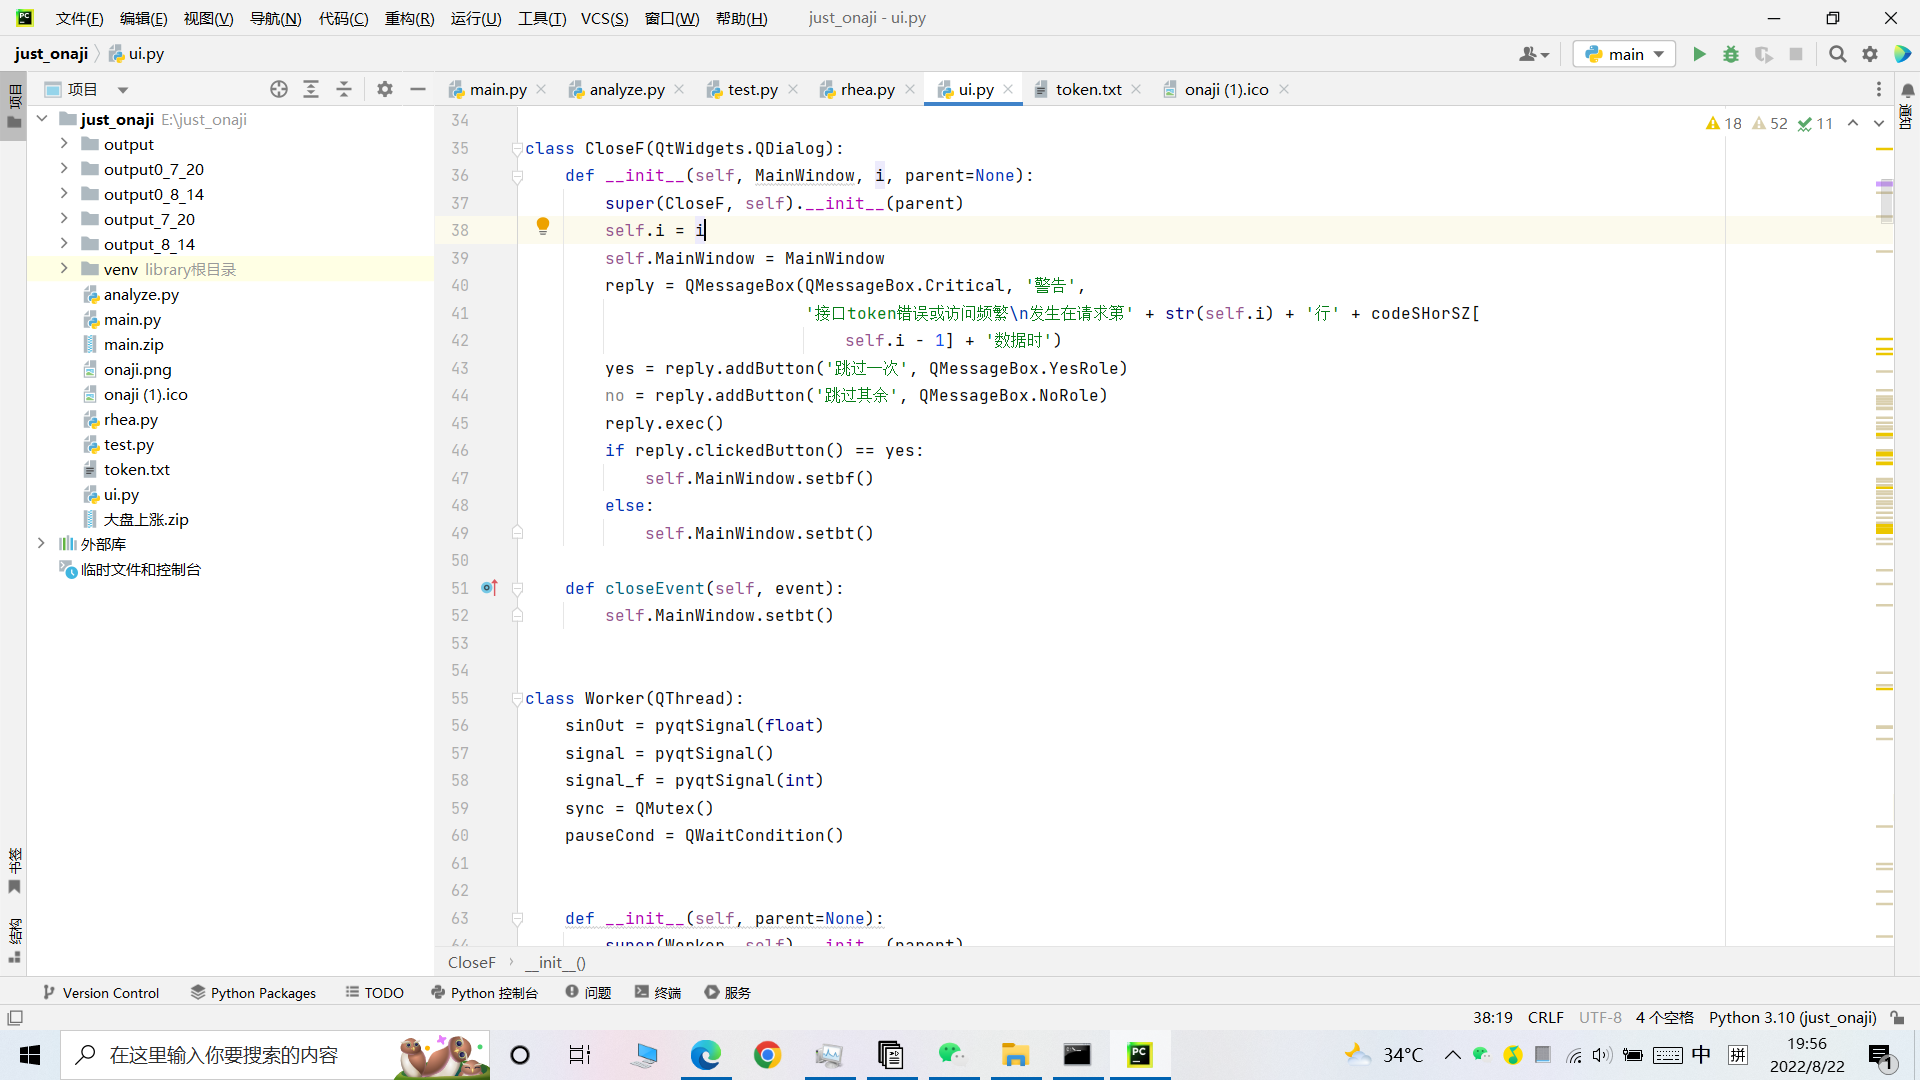 文件(F) 编辑(E) 视图(V) 导航(N) 代码(C) 重构(R) 运行(U) 工具(T) VCS(S) 窗口(W) 帮助(H) just_onaji - ui.py
just_onaji ui.py main
项目 项目 main.py analyze.py test.py rhea.py ui.py token.txt onaji (1).ico
通知
18 52 11
just_onaji E:\just_onaji
output
output0_7_20
output0_8_14
output_7_20
output_8_14
venv library根目录
analyze.py
main.py
main.zip
onaji.png
onaji (1).ico
rhea.py
test.py
token.txt
ui.py
大盘上涨.zip
外部库
临时文件和控制台
书签
结构
34
35 class CloseF(QtWidgets.QDialog):
36 def __init__(self, MainWindow, i, parent=None):
37 super(CloseF, self).__init__(parent)
38 self.i = i
39 self.MainWindow = MainWindow
40 reply = QMessageBox(QMessageBox.Critical, '警告',
41 '接口token错误或访问频繁\n发生在请求第' + str(self.i) + '行' + codeSHorSZ[
42 self.i - 1] + '数据时')
43 yes = reply.addButton('跳过一次', QMessageBox.YesRole)
44 no = reply.addButton('跳过其余', QMessageBox.NoRole)
45 reply.exec()
46 if reply.clickedButton() == yes:
47 self.MainWindow.setbf()
48 else:
49 self.MainWindow.setbt()
50
51 def closeEvent(self, event):
52 self.MainWindow.setbt()
53
54
55 class Worker(QThread):
56 sinOut = pyqtSignal(float)
57 signal = pyqtSignal()
58 signal_f = pyqtSignal(int)
59 sync = QMutex()
60 pauseCond = QWaitCondition()
61
62
63 def __init__(self, parent=None):
64 super(Worker, self).__init__(parent)
CloseF __init__()
Version Control Python Packages TODO Python 控制台 问题 终端 服务
38:19 CRLF UTF-8 4 个空格 Python 3.10 (just_onaji)
在这里输入你要搜索的内容 34°C 中 拼 19:56
2022/8/22 1